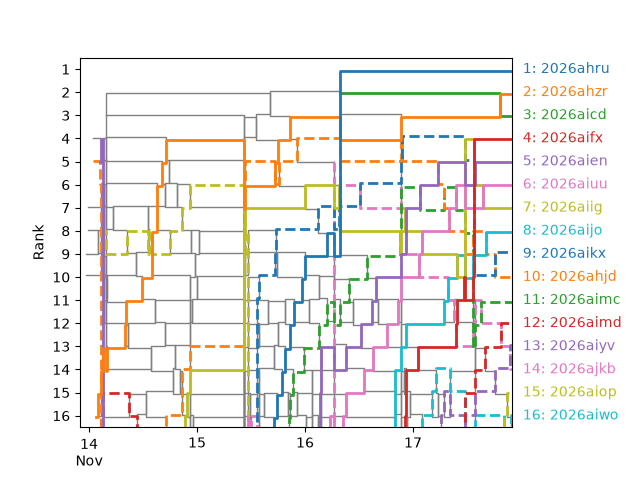 1
2
3
4
5
6
7
8
9
10
11
12
13
14
15
16
Rank
14
15
16
17
Nov
1: 2026ahru
2: 2026ahzr
3: 2026aicd
4: 2026aifx
5: 2026aien
6: 2026aiuu
7: 2026aiig
8: 2026aijo
9: 2026aikx
10: 2026ahjd
11: 2026aimc
12: 2026aimd
13: 2026aiyv
14: 2026ajkb
15: 2026aiop
16: 2026aiwo